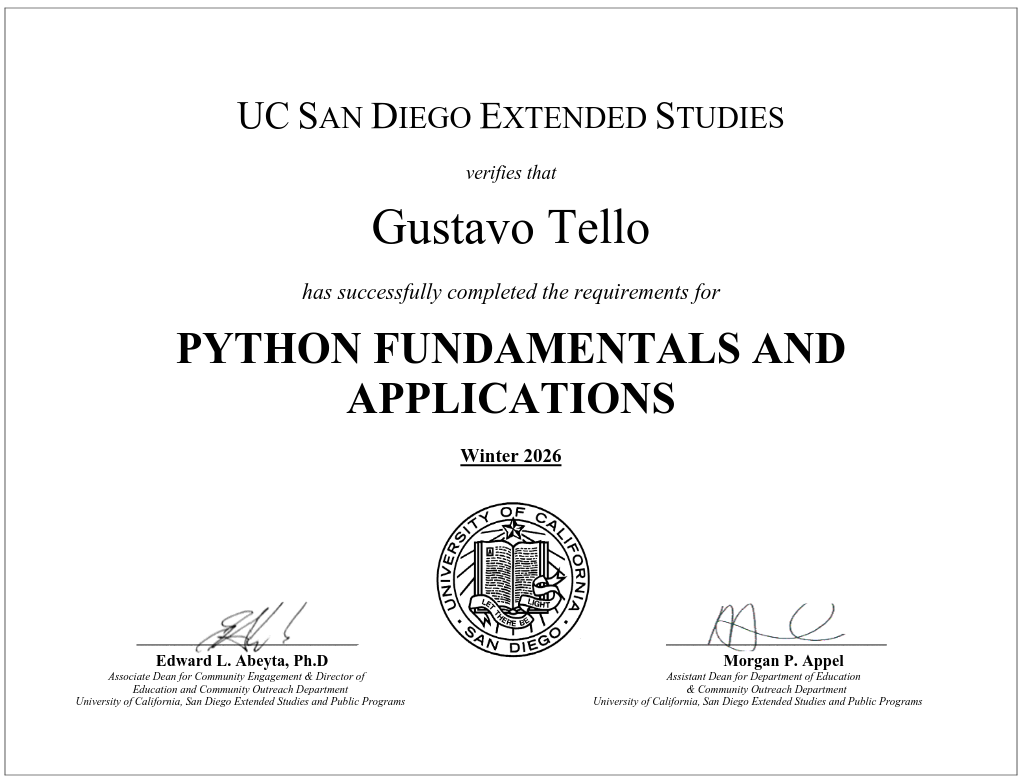 UC SAN DIEGO EXTENDED STUDIES
verifies that
Gustavo Tello
has successfully completed the requirements for
PYTHON FUNDAMENTALS AND
APPLICATIONS
Winter 2026
UNIVERSITY OF CALIFORNIA
LET THERE BE LIGHT
· SAN DIEGO ·
Edward L. Abeyta, Ph.D
Associate Dean for Community Engagement & Director of
Education and Community Outreach Department
University of California, San Diego Extended Studies and Public Programs
Morgan P. Appel
Assistant Dean for Department of Education
& Community Outreach Department
University of California, San Diego Extended Studies and Public Programs